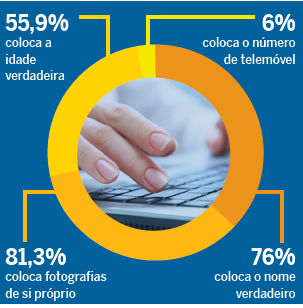 55,9%
coloca a
idade
verdadeira
6%
coloca o número
de telemóvel
81,3%
coloca fotografias
de si próprio
76%
coloca o nome
verdadeiro